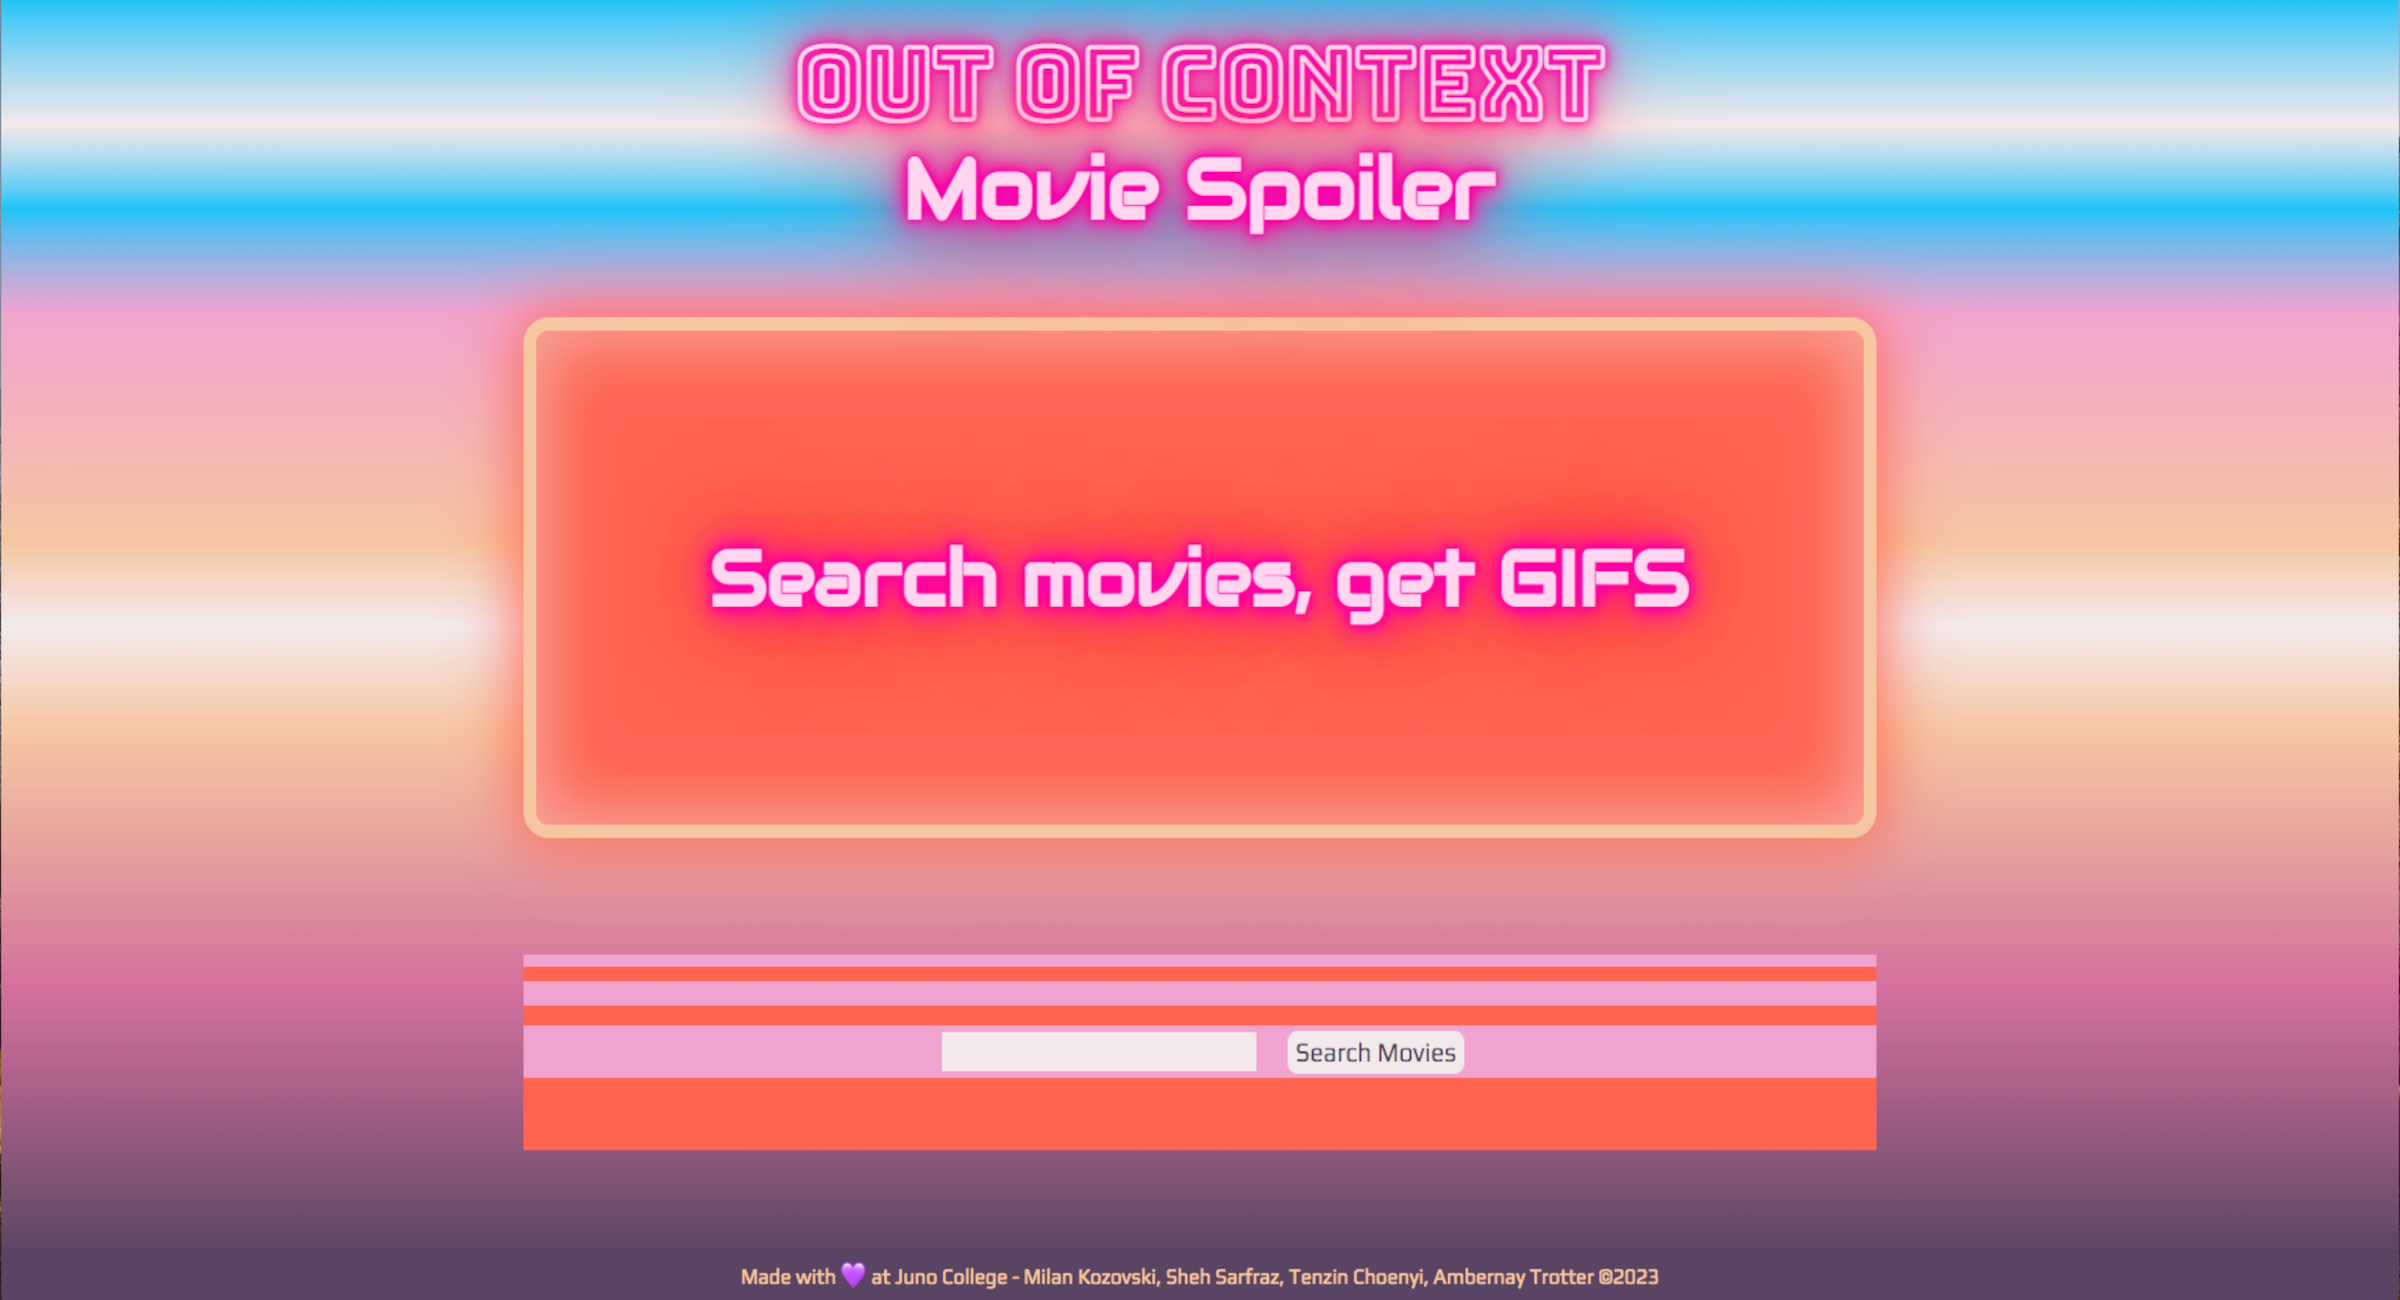 OUT OF CONTEXT
Movie Spoiler
Search movies, get GIFS
Search Movies
Made with 💜 at Juno College - Milan Kozovski, Sheh Sarfraz, Tenzin Choenyi, Ambernay Trotter ©2023